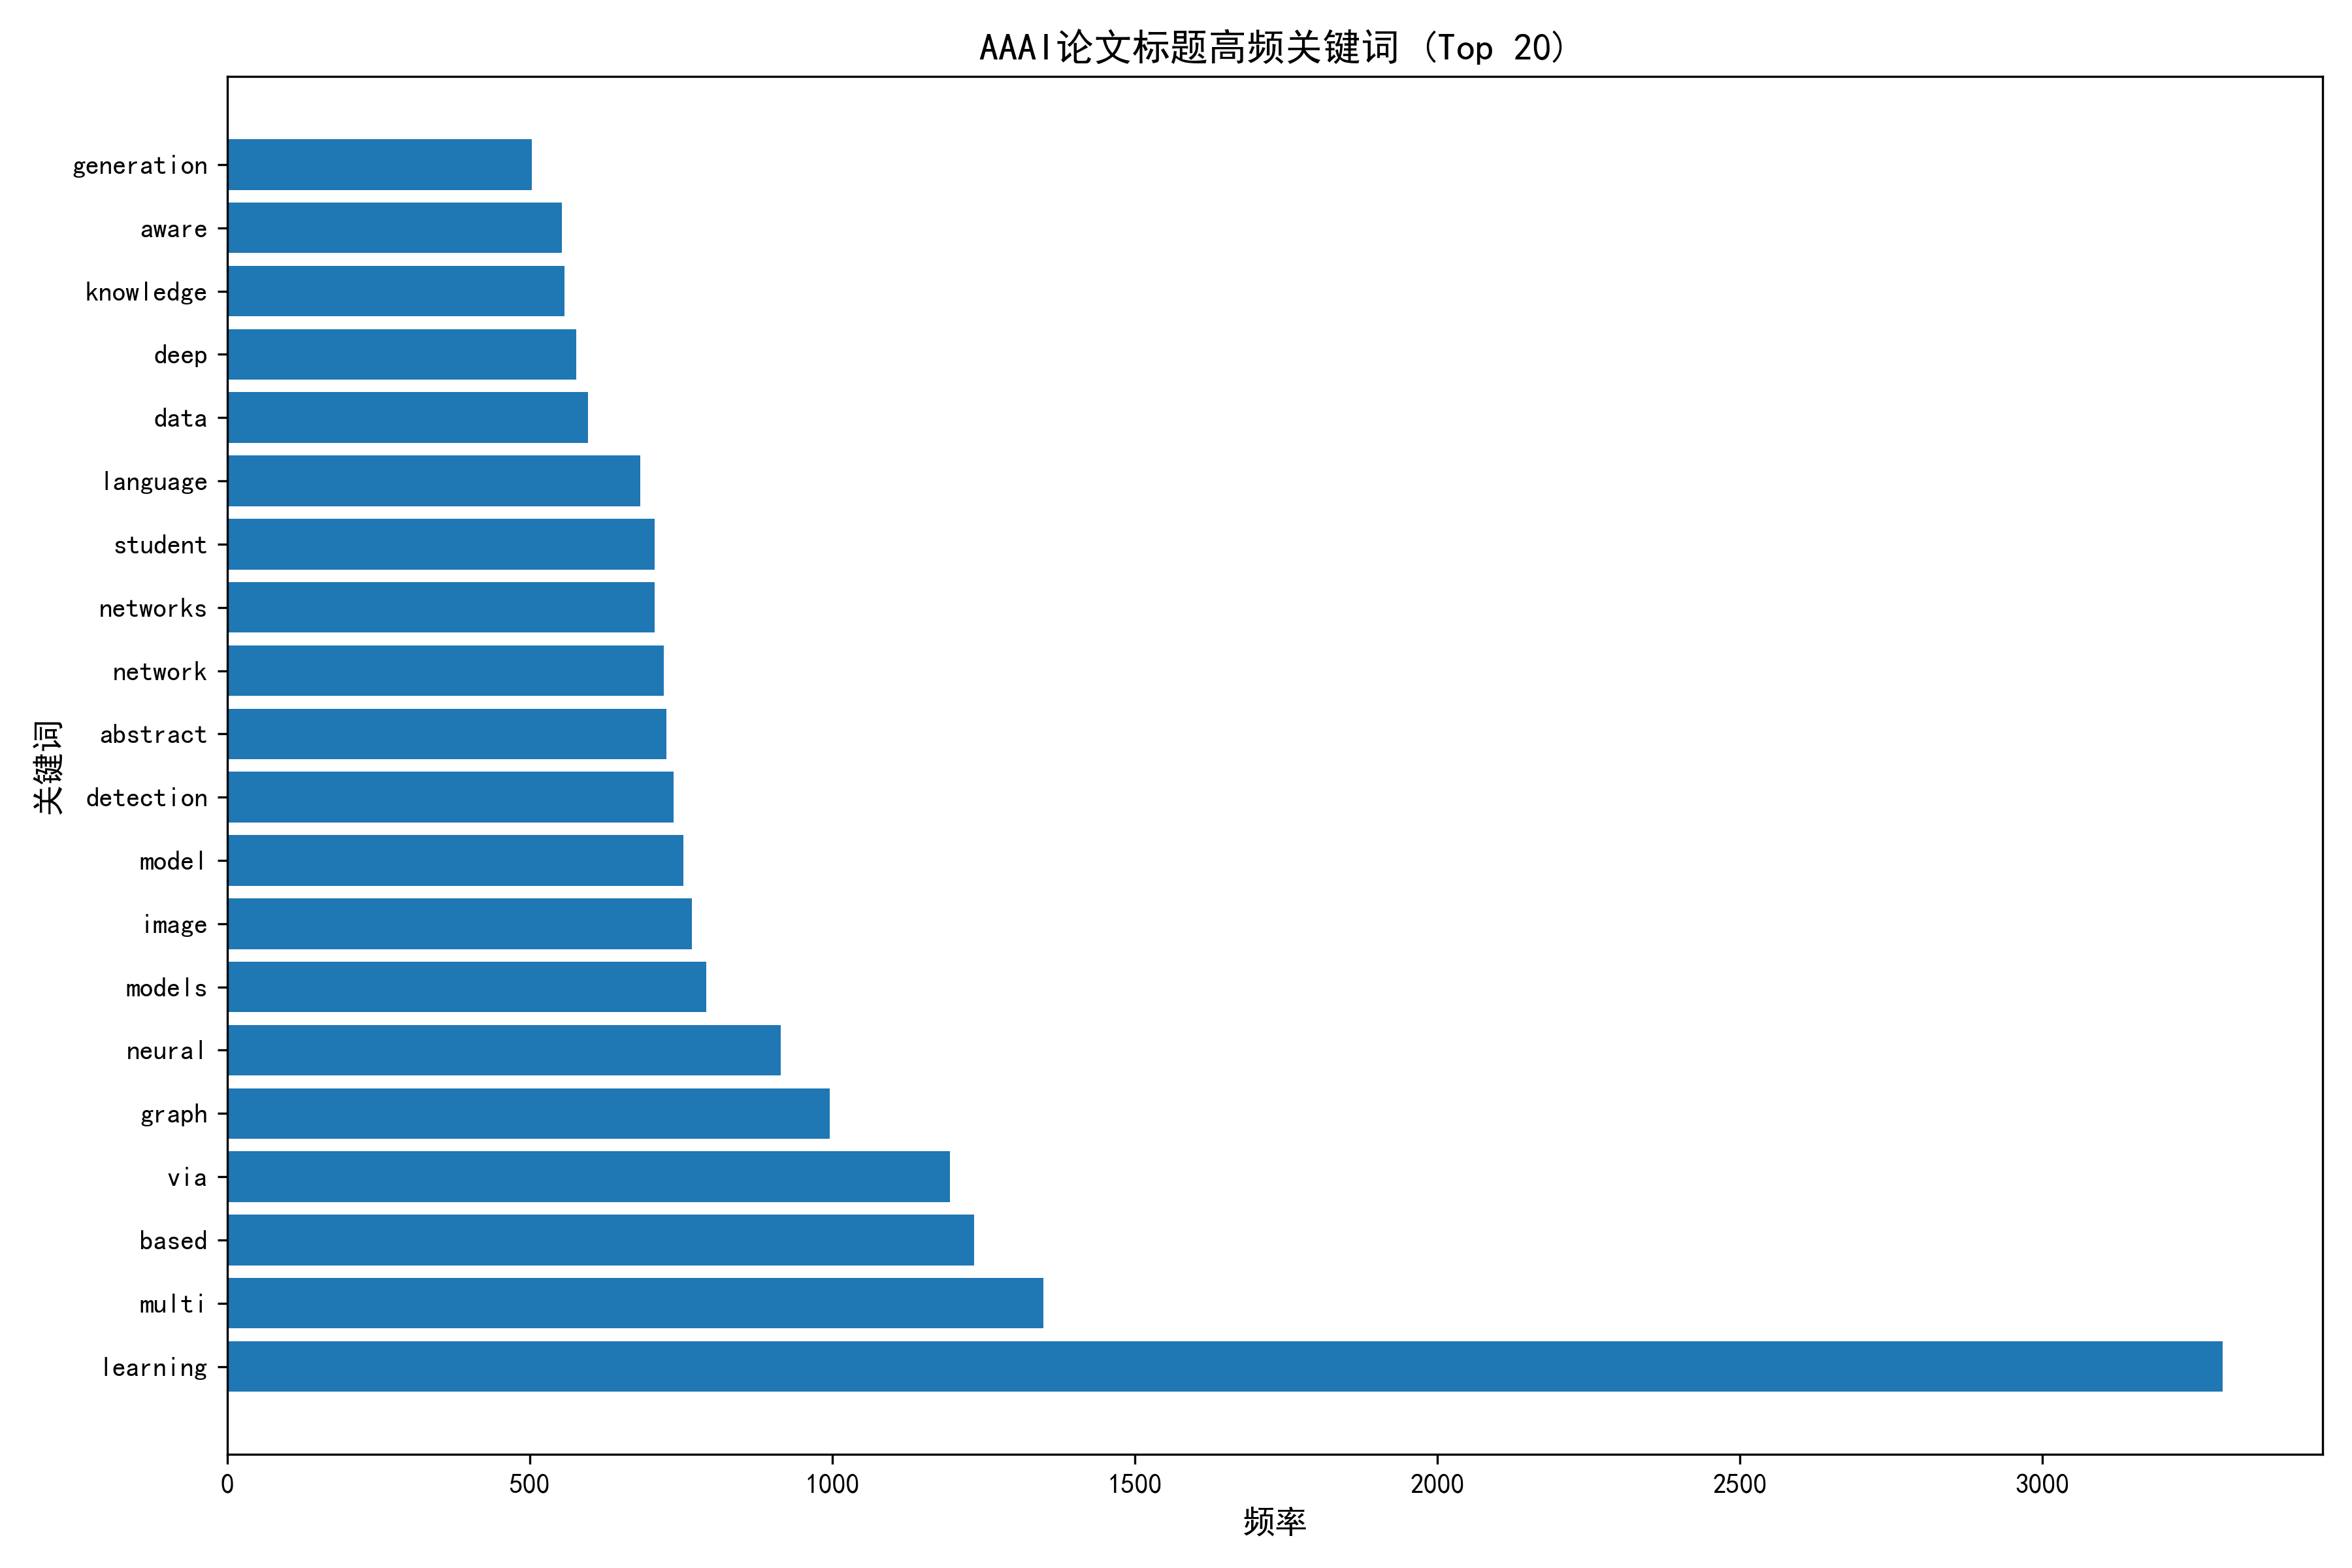 AAAI论文标题高频关键词 (Top 20)
generation
aware
knowledge
deep
data
language
student
networks
network
abstract
detection
model
image
models
neural
graph
via
based
multi
learning
关键词
0 500 1000 1500 2000 2500 3000
频率